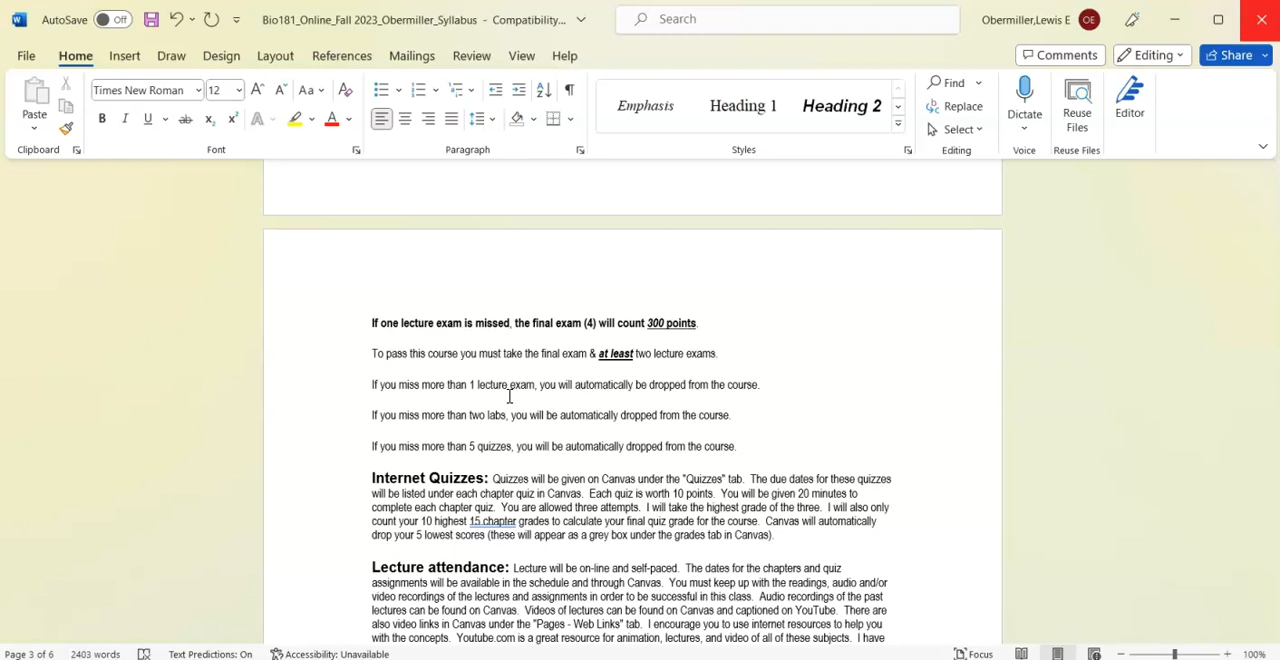 AutoSave Off Bio181_Online_Fall 2023_Obermiller_Syllabus - Compatibility... Search Obermiller,Lewis E OE
File Home Insert Draw Design Layout References Mailings Review View Help Comments Editing Share
Times New Roman 12 Aa Emphasis Heading 1 Heading 2 Find
Replace
Select
Paste Dictate Reuse Files Editor
Clipboard Font Paragraph Styles Editing Voice Reuse Files
If one lecture exam is missed, the final exam (4) will count 300 points.
To pass this course you must take the final exam & at least two lecture exams.
If you miss more than 1 lecture exam, you will automatically be dropped from the course.
If you miss more than two labs, you will be automatically dropped from the course.
If you miss more than 5 quizzes, you will be automatically dropped from the course.
Internet Quizzes: Quizzes will be given on Canvas under the "Quizzes" tab. The due dates for these quizzes
will be listed under each chapter quiz in Canvas. Each quiz is worth 10 points. You will be given 20 minutes to
complete each chapter quiz. You are allowed three attempts. I will take the highest grade of the three. I will also only
count your 10 highest 15 chapter grades to calculate your final quiz grade for the course. Canvas will automatically
drop your 5 lowest scores (these will appear as a grey box under the grades tab in Canvas).
Lecture attendance: Lecture will be on-line and self-paced. The dates for the chapters and quiz
assignments will be available in the schedule and through Canvas. You must keep up with the readings, audio and/or
video recordings of the lectures and assignments in order to be successful in this class. Audio recordings of the past
lectures can be found on Canvas. Videos of lectures can be found on Canvas and captioned on YouTube. There are
also video links in Canvas under the "Pages - Web Links" tab. I encourage you to use internet resources to help you
with the concepts. Youtube.com is a great resource for animation, lectures, and video of all of these subjects. I have
Page 3 of 6 2403 words Text Predictions: On Accessibility: Unavailable Focus 100%